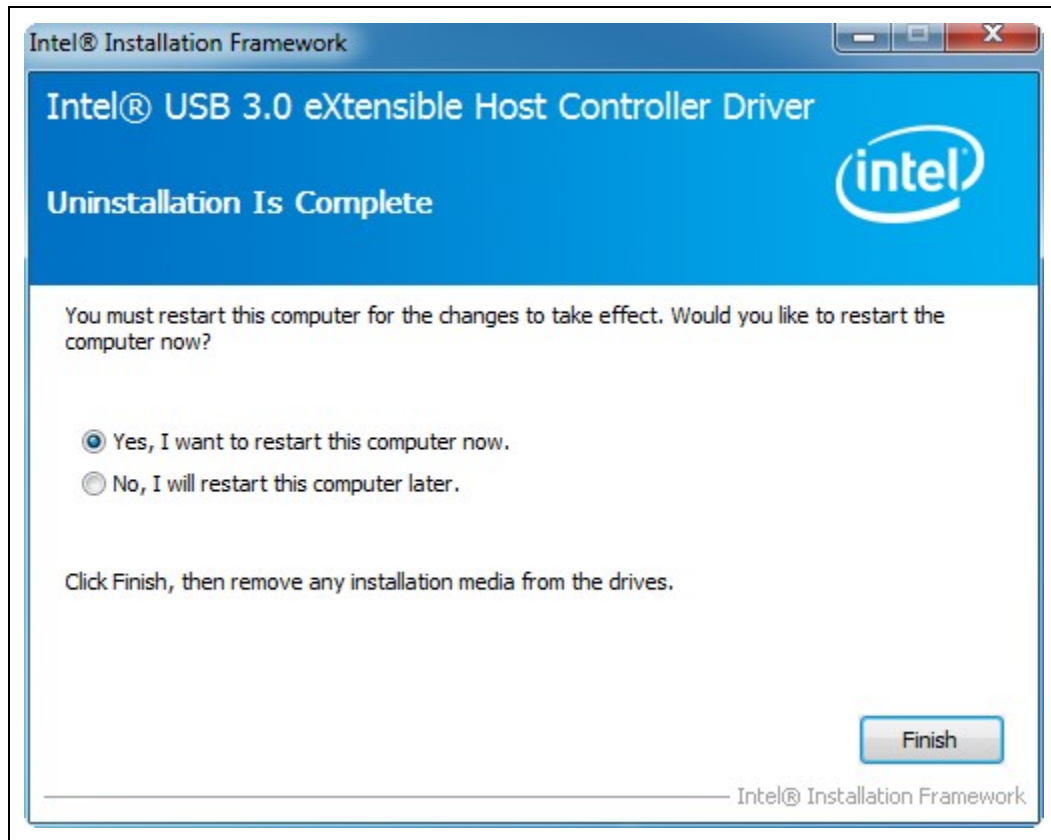 Intel® Installation Framework
Intel® USB 3.0 eXtensible Host Controller Driver
intel
Uninstallation Is Complete
You must restart this computer for the changes to take effect. Would you like to restart the
computer now?
Yes, I want to restart this computer now.
No, I will restart this computer later.
Click Finish, then remove any installation media from the drives.
Finish
Intel® Installation Framework